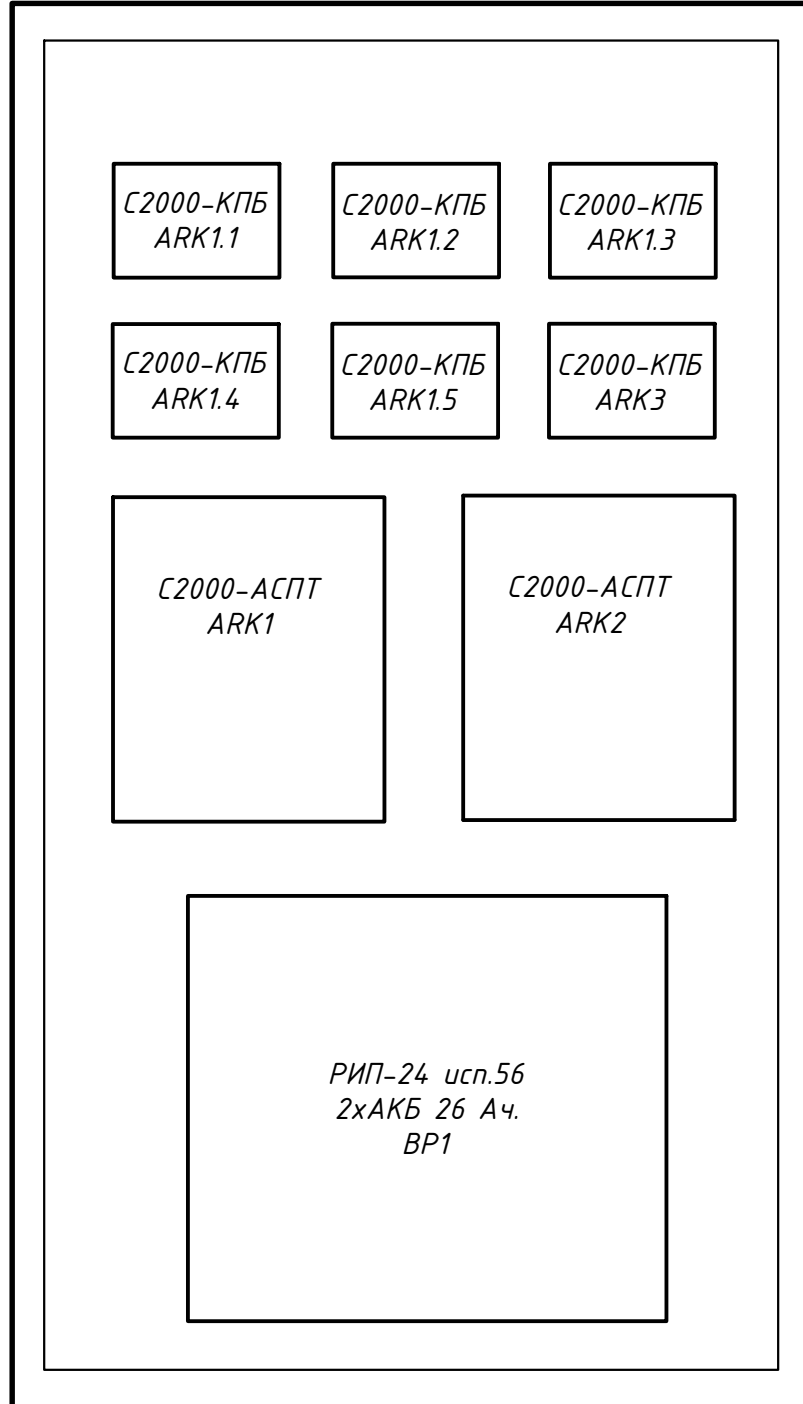 С2000-КПБ
ARK1.1
С2000-КПБ
ARK1.2
С2000-КПБ
ARK1.3
С2000-КПБ
ARK1.4
С2000-КПБ
ARK1.5
С2000-КПБ
ARK3
С2000-АСПТ
ARK1
С2000-АСПТ
ARK2
РИП-24 исп.56
2хАКБ 26 Ач.
ВР1